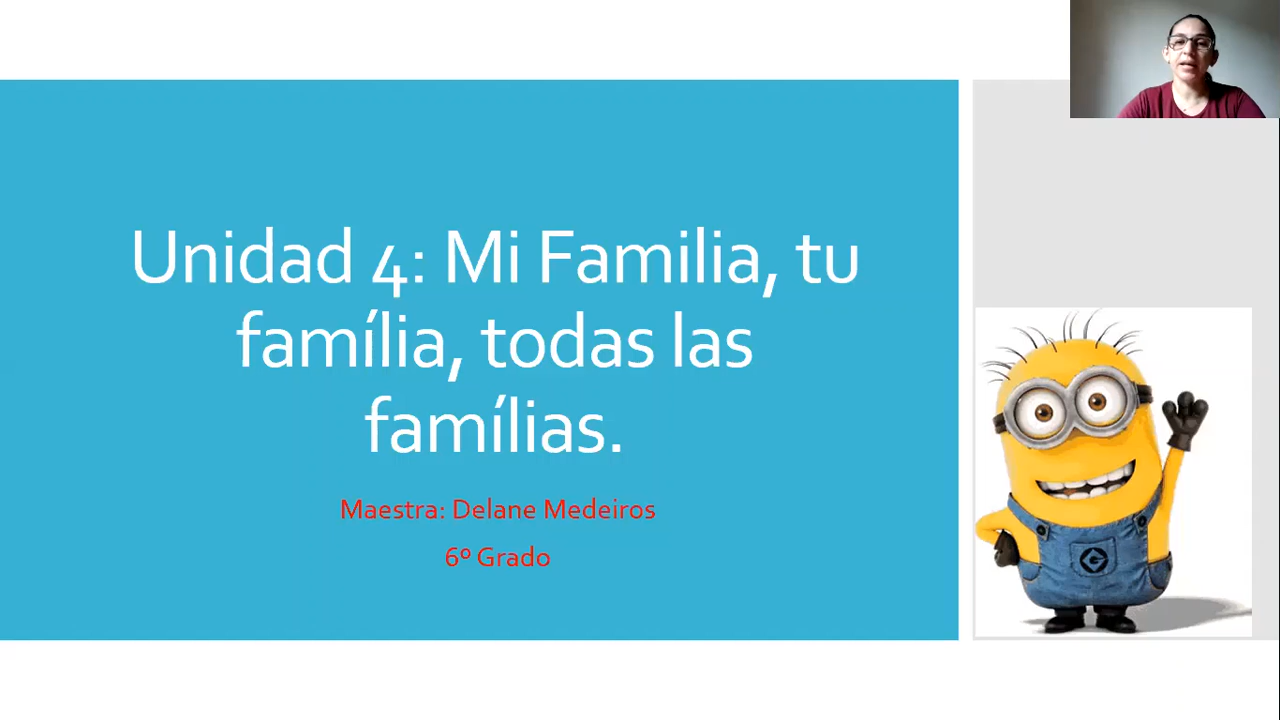 Unidad 4: Mi Familia, tu
família, todas las
famílias.
Maestra: Delane Medeiros
6º Grado